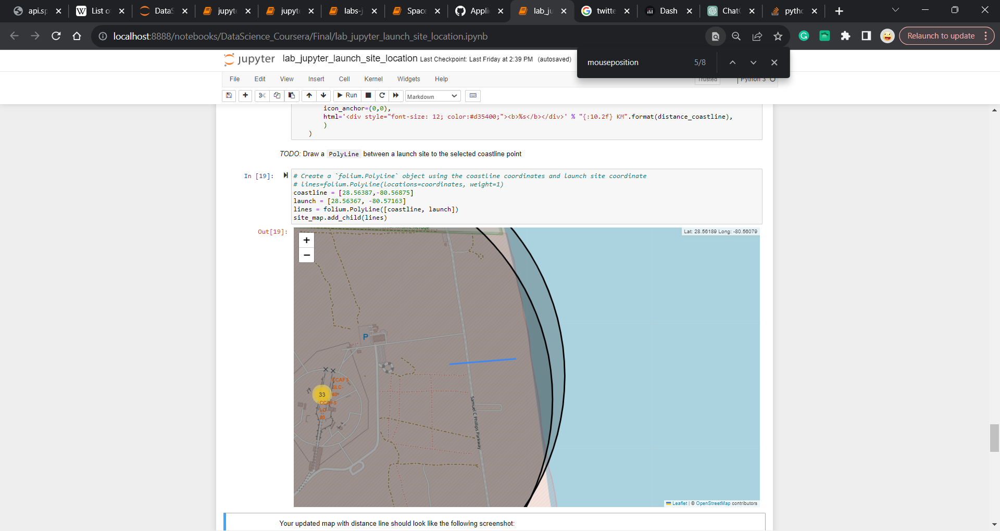 api.sp
List o
DataS
jupyte
jupyte
labs-j
Space
Applic
lab_ju
twitte
Dash
ChatG
pytho
localhost:8888/notebooks/DataScience_Coursera/Final/lab_jupyter_launch_site_location.ipynb
Relaunch to update
mouseposition 5/8
jupyter lab_jupyter_launch_site_location Last Checkpoint: Last Friday at 2:39 PM (autosaved)
File Edit View Insert Cell Kernel Widgets Help
Trusted Python 3
Run Markdown
icon_anchor=(0,0),
html='<div style="font-size: 12; color:#d35400;"><b>%s</b></div>' % "{:10.2f} KM".format(distance_coastline),
)
)
TODO: Draw a PolyLine between a launch site to the selected coastline point
In [19]:
# Create a `folium.PolyLine` object using the coastline coordinates and launch site coordinate
# lines=folium.PolyLine(locations=coordinates, weight=1)
coastline = [28.56387,-80.56875]
launch = [28.56367, -80.57163]
lines = folium.PolyLine([coastline, launch])
site_map.add_child(lines)
Out[19]:
+
−
Lat: 28.56189 Long: -80.56079
P
CCAFS
SLC-
40
33
CCAFS
LC-
40
Samuel C Phillips Parkway
Leaflet | © OpenStreetMap contributors
Your updated map with distance line should look like the following screenshot: